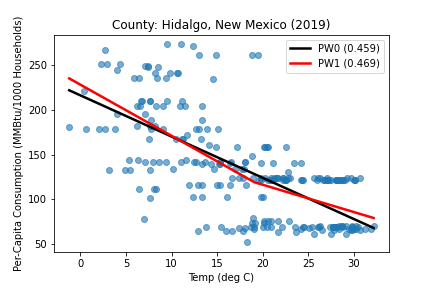 County: Hidalgo, New Mexico (2019)
PW0 (0.459)
PW1 (0.469)
Per-Capita Consumption (MMBtu/1000 Households)
250
200
150
100
50
0 5 10 15 20 25 30
Temp (deg C)